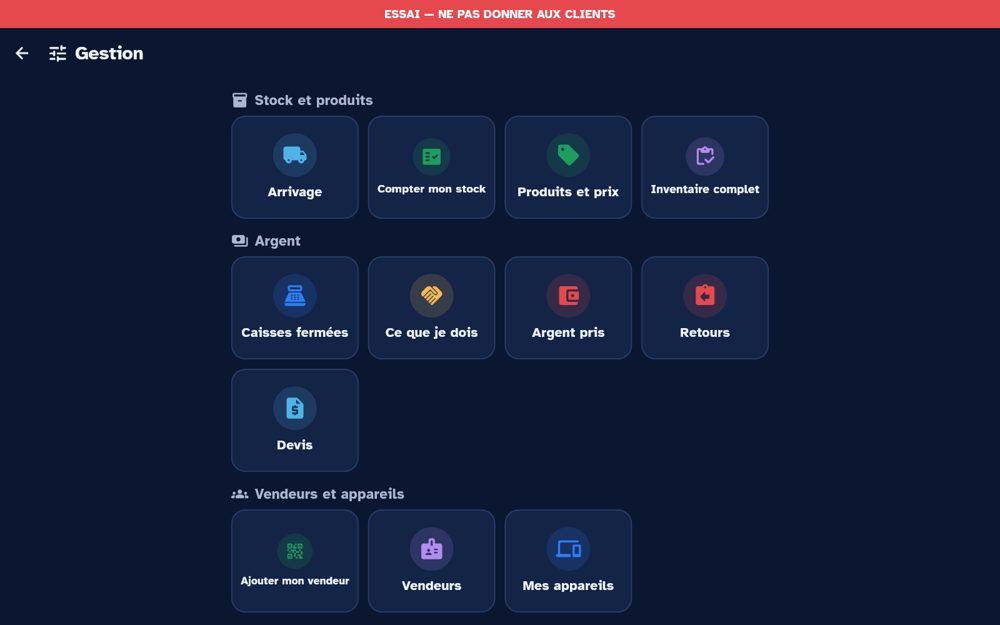 ESSAI — NE PAS DONNER AUX CLIENTS
Gestion
Stock et produits
Arrivage
Compter mon stock
Produits et prix
Inventaire complet
Argent
Caisses fermées
Ce que je dois
Argent pris
Retours
Devis
Vendeurs et appareils
Ajouter mon vendeur
Vendeurs
Mes appareils